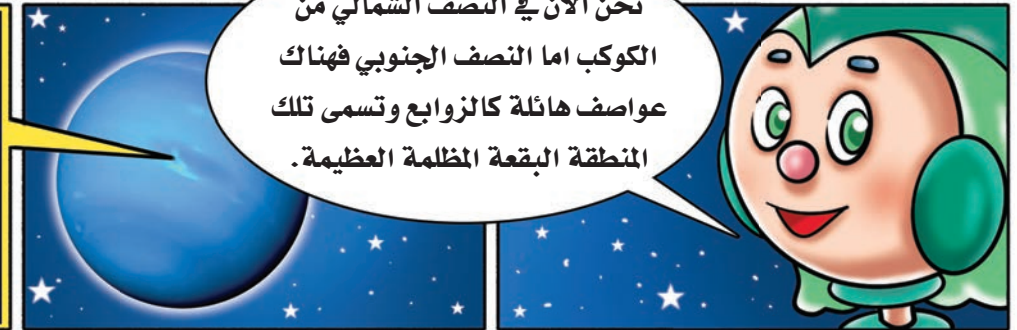 نحن الآن في النصف الشمالي من
الكوكب اما النصف الجنوبي فهناك
عواصف هائلة كالزوابع وتسمى تلك
المنطقة البقعة المظلمة العظيمة.